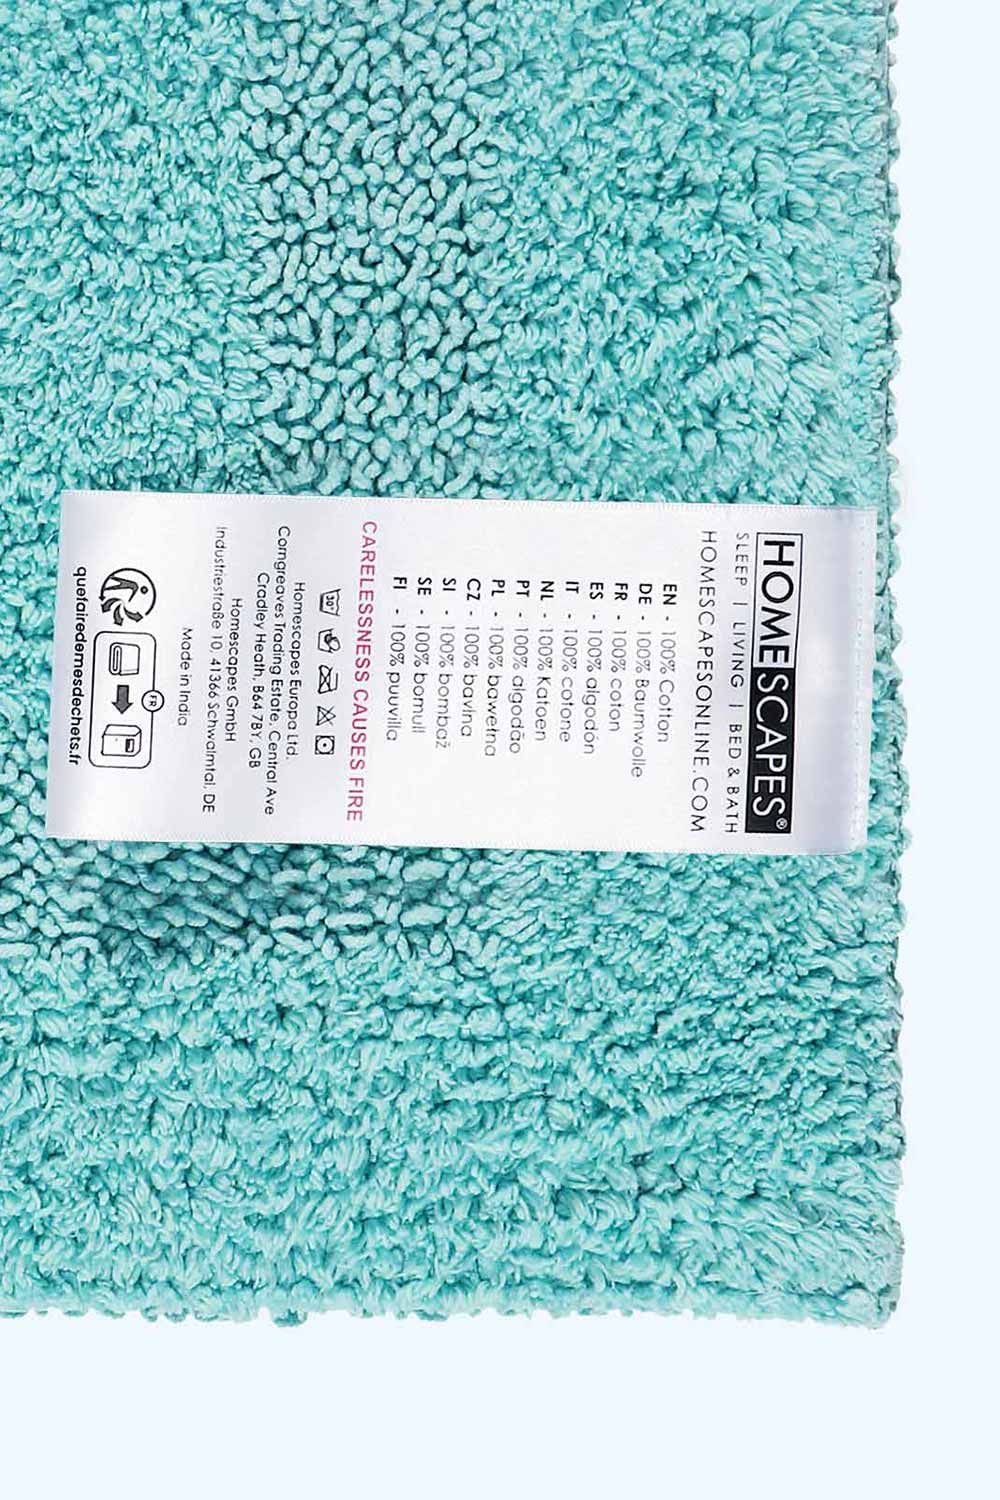 HOMESCAPES®
SLEEP | LIVING | BED & BATH
HOMESCAPESONLINE.COM
EN - 100% Cotton
DE - 100% Baumwolle
FR - 100% coton
ES - 100% algodón
IT - 100% cotone
NL - 100% Katoen
PT - 100% algodão
PL - 100% bawełna
CZ - 100% bavlna
SI - 100% bombaž
SE - 100% bomull
FI - 100% puuvilla
CARELESSNESS CAUSES FIRE
30°
Homescapes Europa Ltd.
Corngreaves Trading Estate, Central Ave
Cradley Heath, B64 7BY, GB
Homescapes GmbH
Industriestraße 10, 41366 Schwalmtal, DE
Made in India
FR
quefairedemesdechets.fr